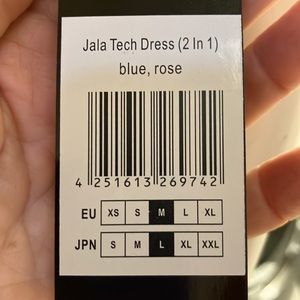 Jala Tech Dress (2 In 1)
blue, rose
4 251613 269742
EU XS S M L XL
JPN S M L XL XXL